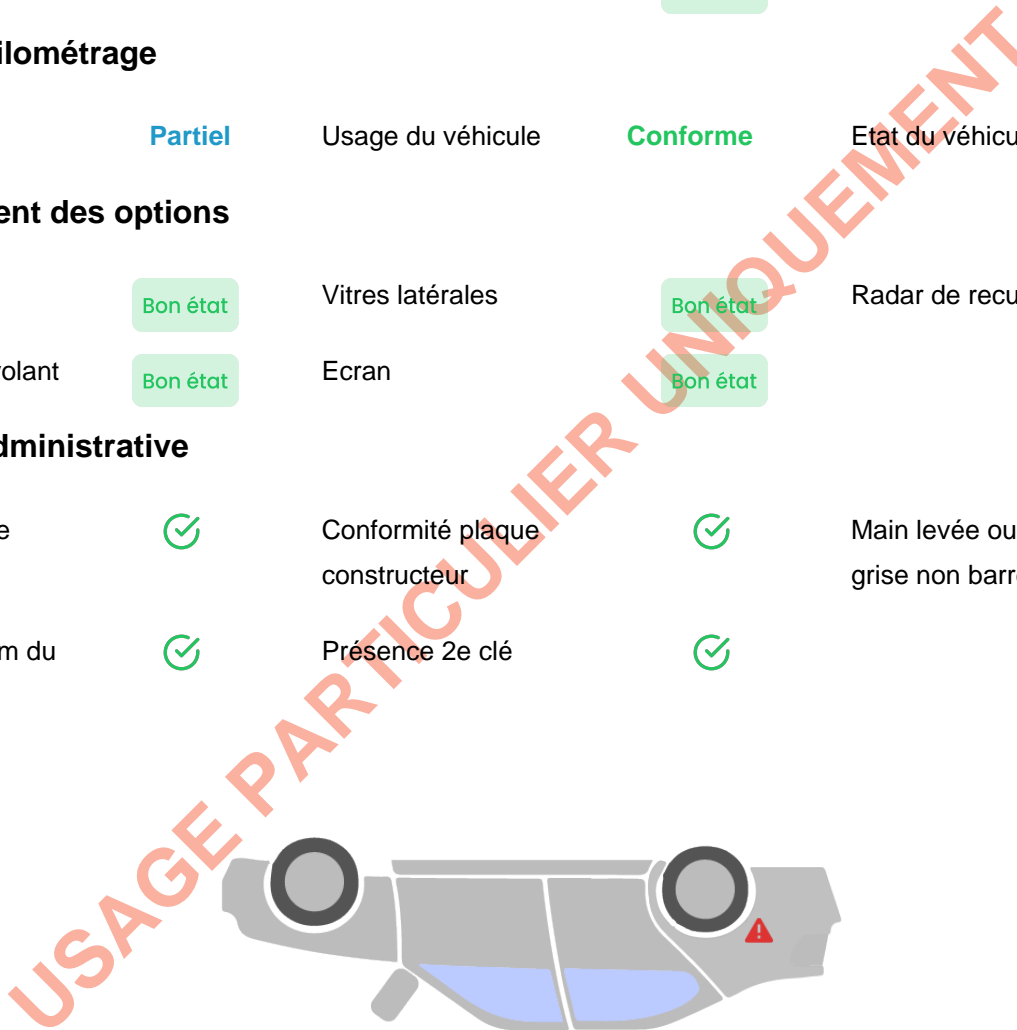 ilométrage
Partiel Usage du véhicule Conforme Etat du véhicu
ent des options
Bon état Vitres latérales Bon état Radar de recu
volant Bon état Ecran Bon état
dministrative
e Conformité plaque Main levée ou
constructeur grise non barr
m du Présence 2e clé
USAGE PARTICULIER UNIQUEMENT